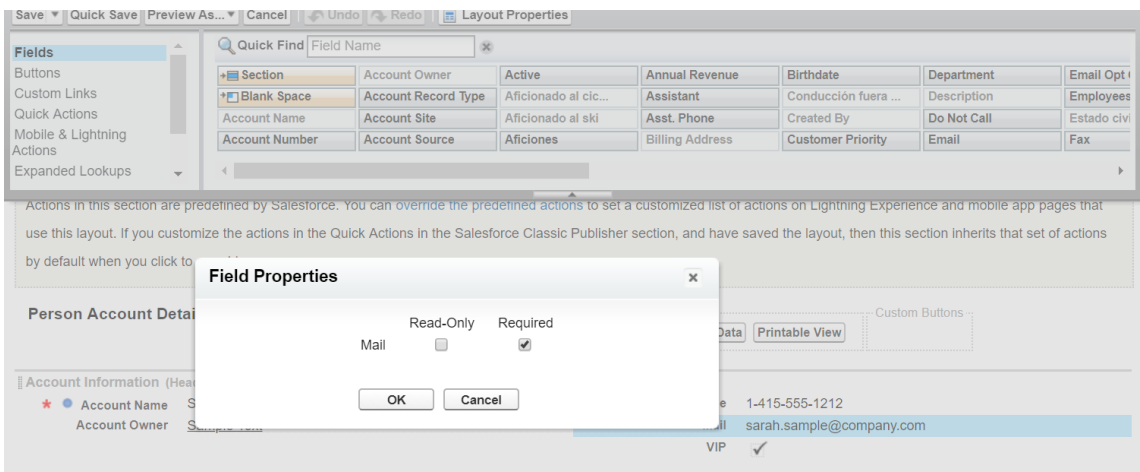 Save Quick Save Preview As... Cancel Undo Redo Layout Properties
Fields
Buttons
Custom Links
Quick Actions
Mobile & Lightning
Actions
Expanded Lookups
Quick Find Field Name
Section Account Owner Active Annual Revenue Birthdate Department Email Opt
Blank Space Account Record Type Aficionado al cic... Assistant Conducción fuera ... Description Employees
Account Name Account Site Aficionado al ski Asst. Phone Created By Do Not Call Estado civi
Account Number Account Source Aficiones Billing Address Customer Priority Email Fax
Actions in this section are predefined by Salesforce. You can override the predefined actions to set a customized list of actions on Lightning Experience and mobile app pages that
use this layout. If you customize the actions in the Quick Actions in the Salesforce Classic Publisher section, and have saved the layout, then this section inherits that set of actions
by default when you click to
Field Properties
Read-Only Required
Mail
OK Cancel
Person Account Detai
Data Printable View
Custom Buttons
Account Information (Hea
* Account Name S
Account Owner
1-415-555-1212
sarah.sample@company.com
VIP